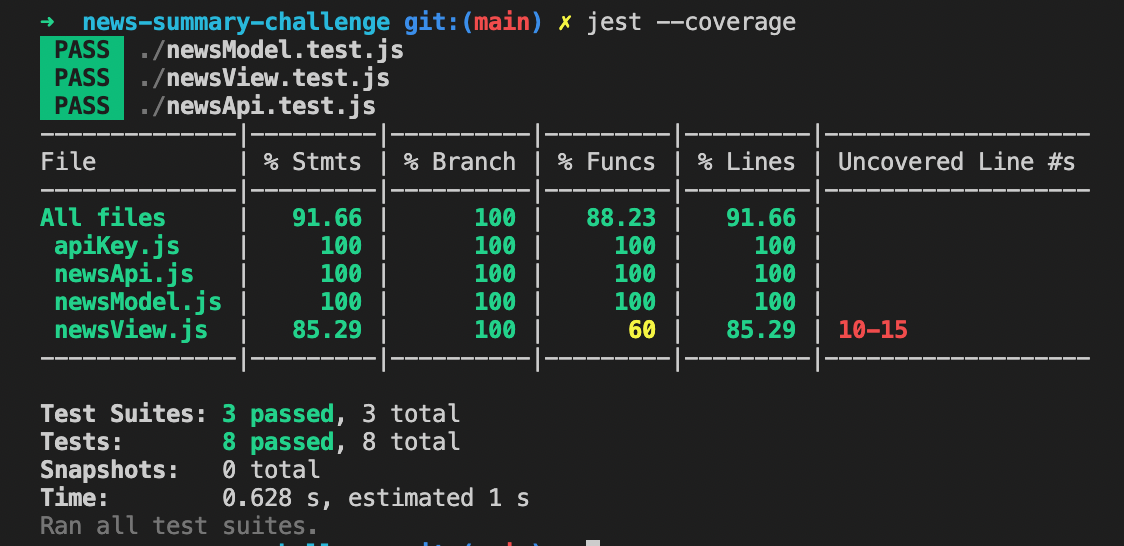 ➜  news-summary-challenge git:(main) ✗ jest --coverage
 PASS  ./newsModel.test.js
 PASS  ./newsView.test.js
 PASS  ./newsApi.test.js
--------------|---------|----------|---------|---------|-------------------
File          | % Stmts | % Branch | % Funcs | % Lines | Uncovered Line #s
--------------|---------|----------|---------|---------|-------------------
All files     |   91.66 |      100 |   88.23 |   91.66 |
 apiKey.js    |     100 |      100 |     100 |     100 |
 newsApi.js   |     100 |      100 |     100 |     100 |
 newsModel.js |     100 |      100 |     100 |     100 |
 newsView.js  |   85.29 |      100 |      60 |   85.29 | 10-15
--------------|---------|----------|---------|---------|-------------------
Test Suites: 3 passed, 3 total
Tests:       8 passed, 8 total
Snapshots:   0 total
Time:        0.628 s, estimated 1 s
Ran all test suites.